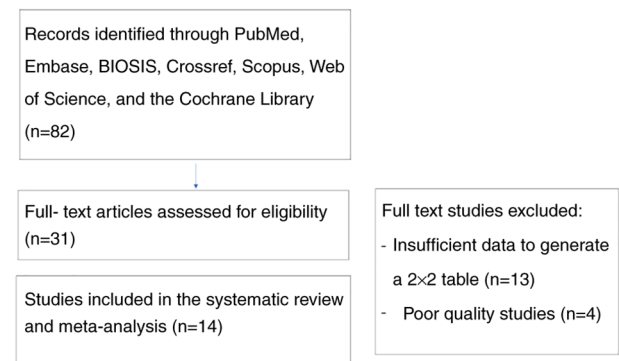 Records identified through PubMed,
Embase, BIOSIS, Crossref, Scopus, Web
of Science, and the Cochrane Library
(n=82)
Full- text articles assessed for eligibility
(n=31)
Studies included in the systematic review
and meta-analysis (n=14)
Full text studies excluded:
- Insufficient data to generate
a 2×2 table (n=13)
- Poor quality studies (n=4)